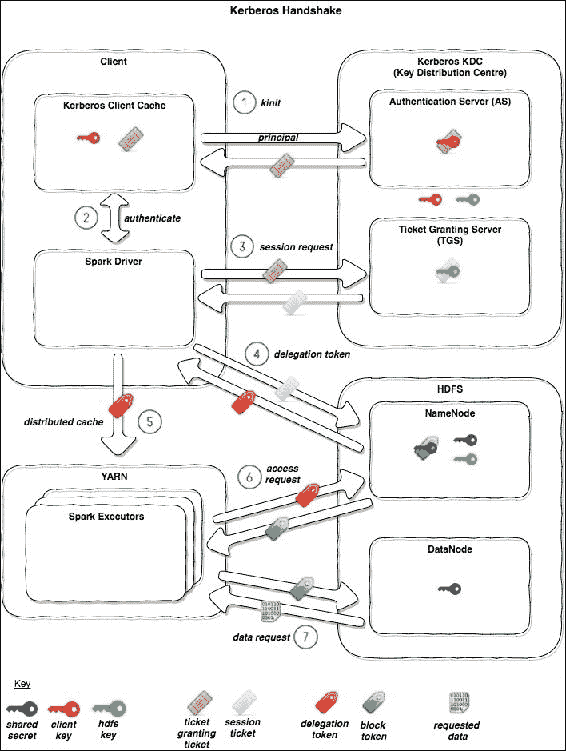 Kerberos Handshake
Client
Kerberos KDC
(Key Distribution Centre)
Kerberos Client Cache
1
kinit
Authentication Server (AS)
principal
2
authenticate
3
session request
Ticket Granting Server
(TGS)
Spark Driver
4
delegation token
HDFS
NameNode
distributed cache
5
YARN
6
access
request
Spark Executors
DataNode
data request
7
Key
shared
secret
client
key
hdfs
key
ticket
granting
ticket
session
ticket
delegation
token
block
token
requested
data